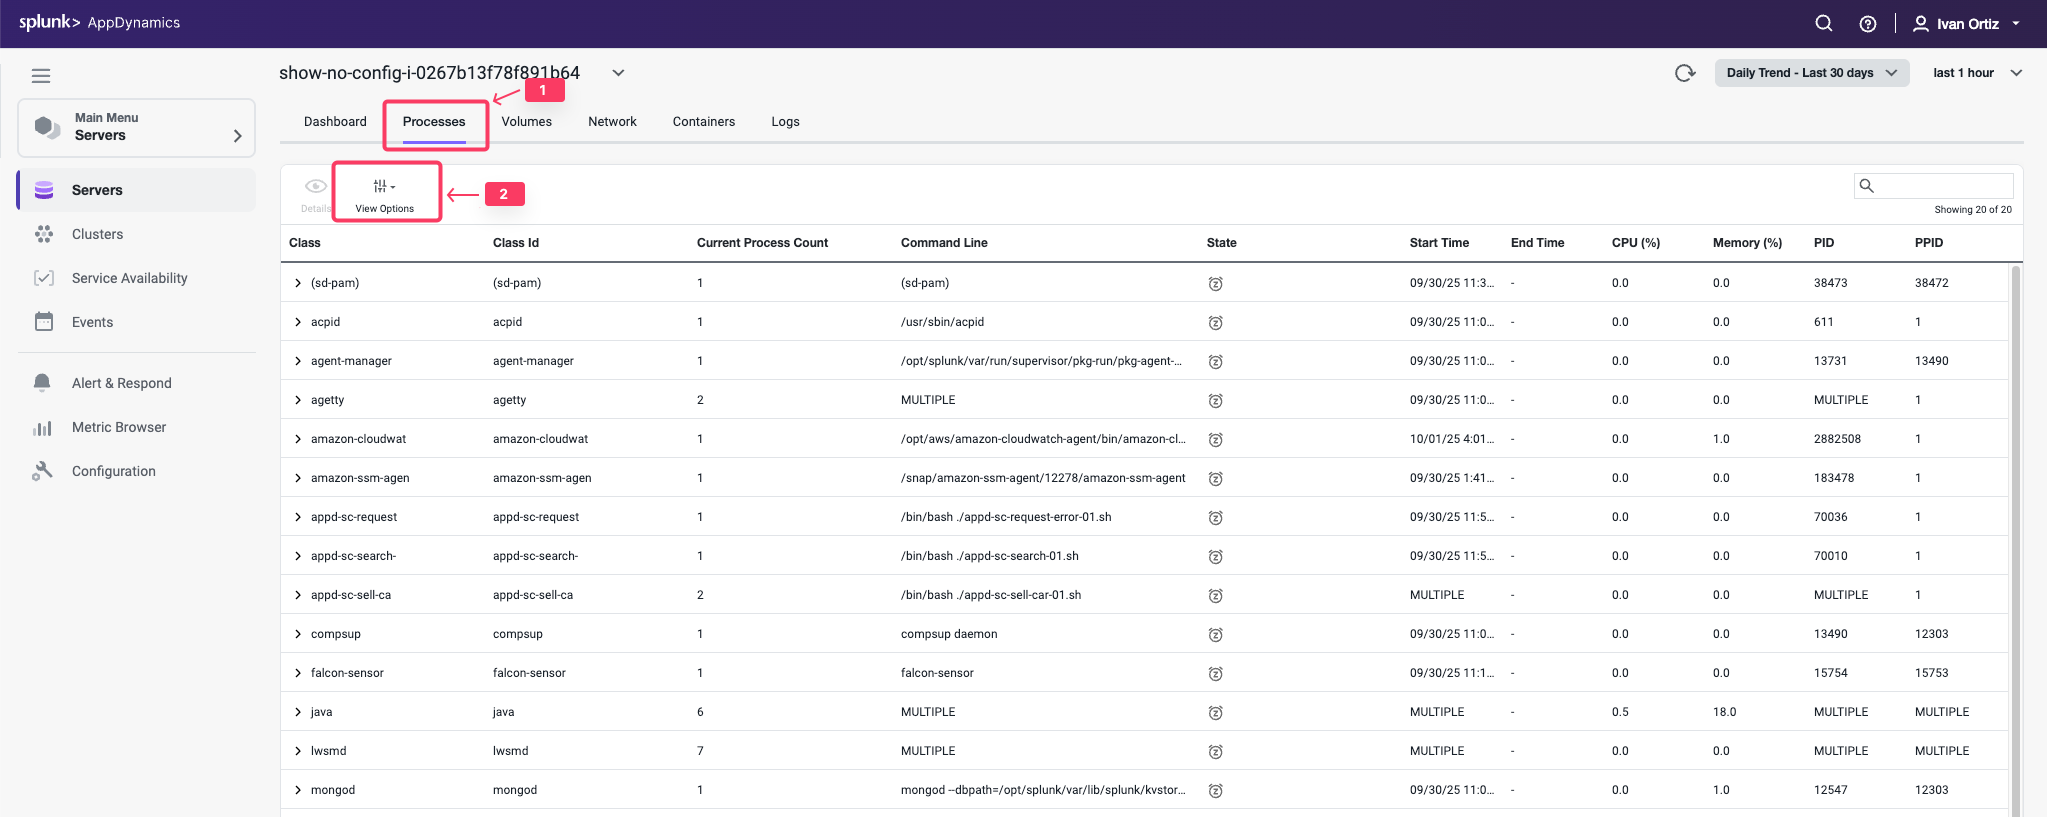 splunk> AppDynamics
Ivan Ortiz
show-no-config-i-0267b13f78f891b64
Daily Trend - Last 30 days
last 1 hour
1
Main Menu
Servers
Dashboard Processes Volumes Network Containers Logs
Servers
Clusters
Service Availability
Events
Alert & Respond
Metric Browser
Configuration
Details
View Options
2
Showing 20 of 20
Class Class Id Current Process Count Command Line State Start Time End Time CPU (%) Memory (%) PID PPID
(sd-pam) (sd-pam) 1 (sd-pam) 09/30/25 11:3... - 0.0 0.0 38473 38472
acpid acpid 1 /usr/sbin/acpid 09/30/25 11:0... - 0.0 0.0 611 1
agent-manager agent-manager 1 /opt/splunk/var/run/supervisor/pkg-run/pkg-agent-... 09/30/25 11:0... - 0.0 0.0 13731 13490
agetty agetty 2 MULTIPLE 09/30/25 11:0... - 0.0 0.0 MULTIPLE 1
amazon-cloudwat amazon-cloudwat 1 /opt/aws/amazon-cloudwatch-agent/bin/amazon-cl... 10/01/25 4:01... - 0.0 1.0 2882508 1
amazon-ssm-agen amazon-ssm-agen 1 /snap/amazon-ssm-agent/12278/amazon-ssm-agent 09/30/25 1:41... - 0.0 0.0 183478 1
appd-sc-request appd-sc-request 1 /bin/bash ./appd-sc-request-error-01.sh 09/30/25 11:5... - 0.0 0.0 70036 1
appd-sc-search- appd-sc-search- 1 /bin/bash ./appd-sc-search-01.sh 09/30/25 11:5... - 0.0 0.0 70010 1
appd-sc-sell-ca appd-sc-sell-ca 2 /bin/bash ./appd-sc-sell-car-01.sh MULTIPLE - 0.0 0.0 MULTIPLE 1
compsup compsup 1 compsup daemon 09/30/25 11:0... - 0.0 0.0 13490 12303
falcon-sensor falcon-sensor 1 falcon-sensor 09/30/25 11:1... - 0.0 0.0 15754 15753
java java 6 MULTIPLE MULTIPLE - 0.5 18.0 MULTIPLE MULTIPLE
lwsmd lwsmd 7 MULTIPLE MULTIPLE - 0.0 0.0 MULTIPLE MULTIPLE
mongod mongod 1 mongod --dbpath=/opt/splunk/var/lib/splunk/kvstor... 09/30/25 11:0... - 0.0 1.0 12547 12303